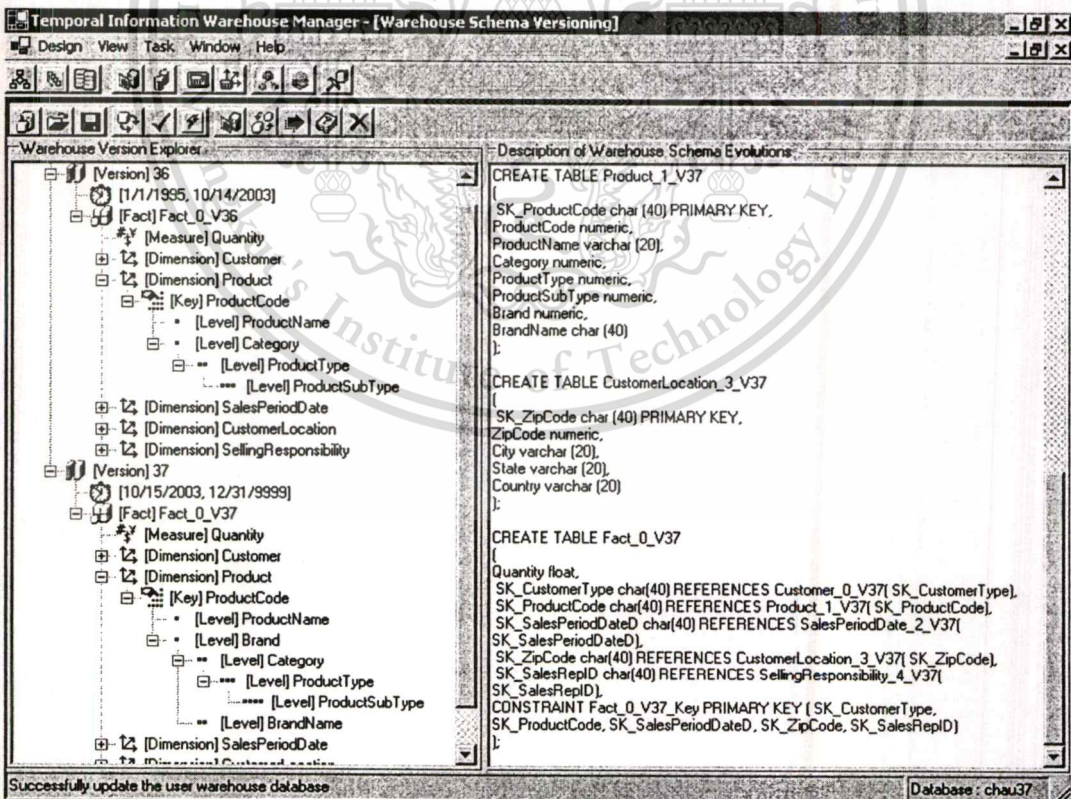 Temporal Information Warehouse Manager - [Warehouse Schema Versioning]
Design View Task Window Help
Warehouse Version Explorer
[Version] 36
[1/1/1995, 10/14/2003]
[Fact] Fact_0_V36
[Measure] Quantity
[Dimension] Customer
[Dimension] Product
[Key] ProductCode
[Level] ProductName
[Level] Category
[Level] ProductType
[Level] ProductSubType
[Dimension] SalesPeriodDate
[Dimension] CustomerLocation
[Dimension] SellingResponsibility
[Version] 37
[10/15/2003, 12/31/9999]
[Fact] Fact_0_V37
[Measure] Quantity
[Dimension] Customer
[Dimension] Product
[Key] ProductCode
[Level] ProductName
[Level] Brand
[Level] Category
[Level] ProductType
[Level] ProductSubType
[Level] BrandName
[Dimension] SalesPeriodDate
Description of Warehouse Schema Evolutions
CREATE TABLE Product_1_V37
(
SK_ProductCode char (40) PRIMARY KEY,
ProductCode numeric,
ProductName varchar (20),
Category numeric,
ProductType numeric,
ProductSubType numeric,
Brand numeric,
BrandName char (40)
);
CREATE TABLE CustomerLocation_3_V37
(
SK_ZipCode char (40) PRIMARY KEY,
ZipCode numeric,
City varchar (20),
State varchar (20),
Country varchar (20)
);
CREATE TABLE Fact_0_V37
(
Quantity float,
SK_CustomerType char(40) REFERENCES Customer_0_V37( SK_CustomerType),
SK_ProductCode char(40) REFERENCES Product_1_V37( SK_ProductCode),
SK_SalesPeriodDateD char(40) REFERENCES SalesPeriodDate_2_V37(
SK_SalesPeriodDateD),
SK_ZipCode char(40) REFERENCES CustomerLocation_3_V37( SK_ZipCode),
SK_SalesRepID char(40) REFERENCES SellingResponsibility_4_V37(
SK_SalesRepID),
CONSTRAINT Fact_0_V37_Key PRIMARY KEY ( SK_CustomerType,
SK_ProductCode, SK_SalesPeriodDateD, SK_ZipCode, SK_SalesRepID)
);
Successfully update the user warehouse database
Database : chau37
Институte of Technology